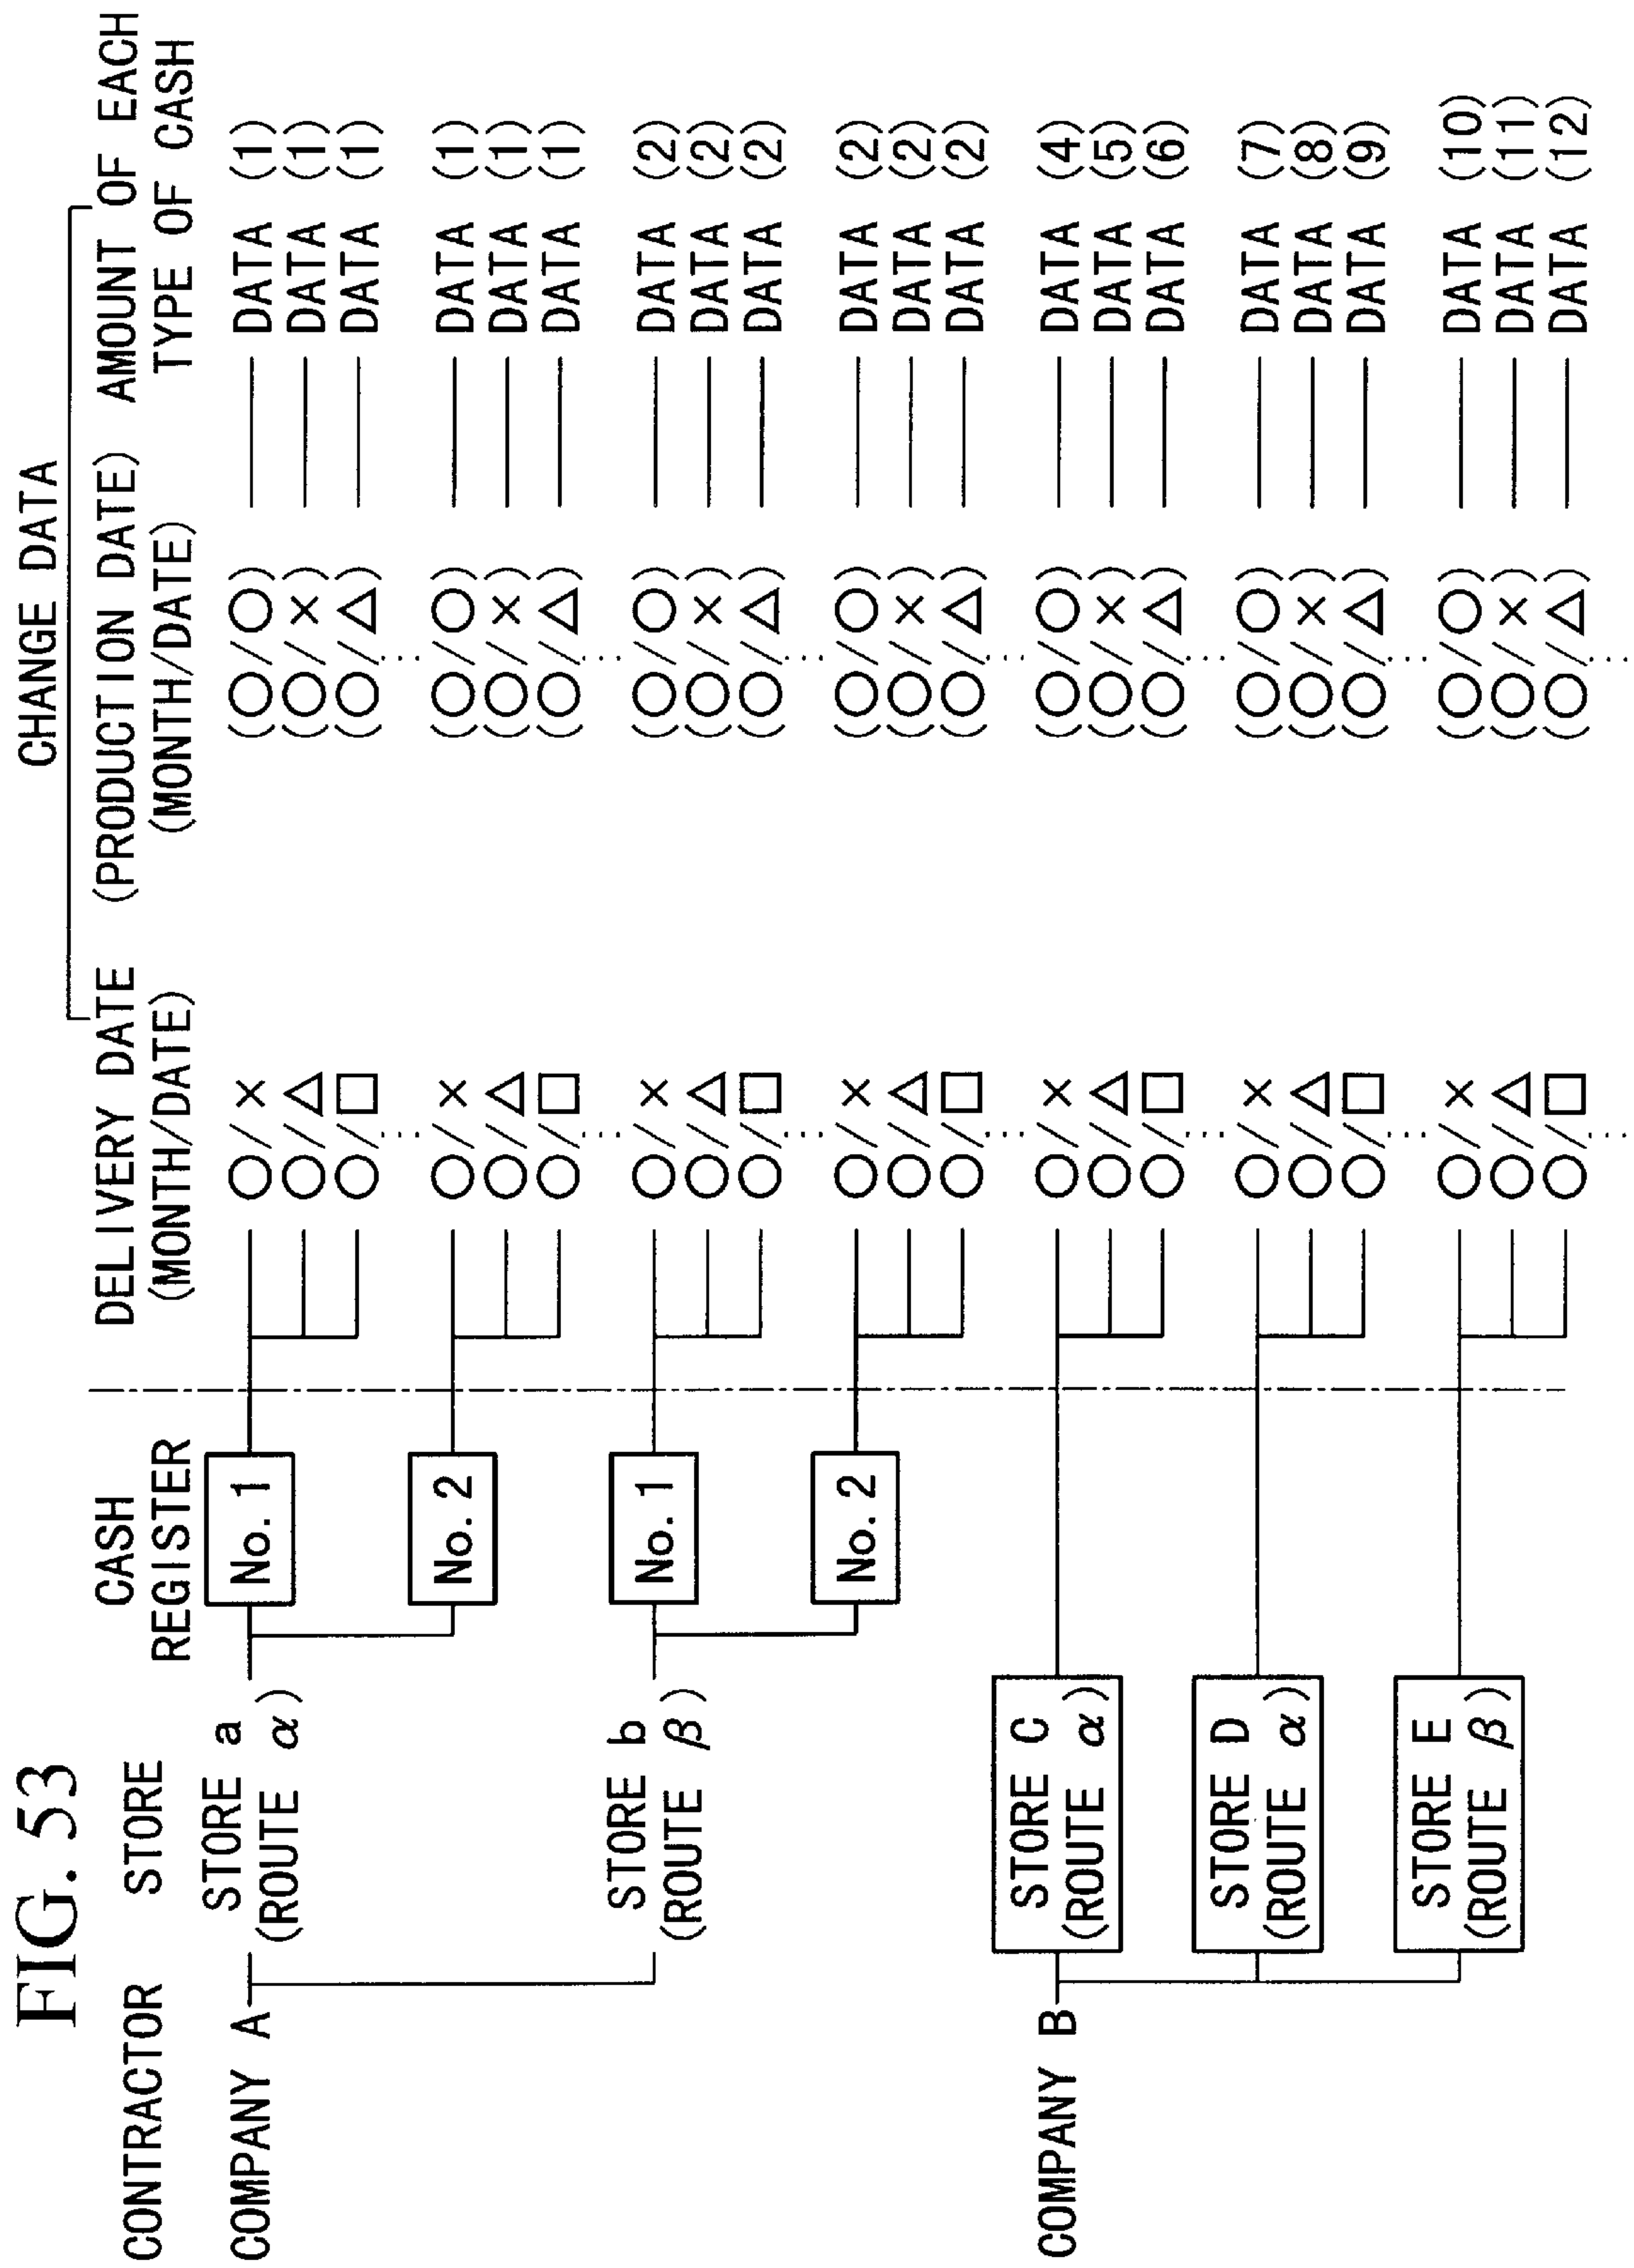 FIG. 53
CHANGE DATA
CONTRACTOR STORE CASH REGISTER DELIVERY DATE (MONTH/DATE) (PRODUCTION DATE) (MONTH/DATE) AMOUNT OF EACH TYPE OF CASH
COMPANY A STORE a (ROUTE α) No. 1 ○/× (○/○) DATA (1)
○/△ (○/×) DATA (1)
○/□ (○/△) DATA (1)
No. 2 ○/× (○/○) DATA (1)
○/△ (○/×) DATA (1)
○/□ (○/△) DATA (1)
STORE b (ROUTE β) No. 1 ○/× (○/○) DATA (2)
○/△ (○/×) DATA (2)
○/□ (○/△) DATA (2)
No. 2 ○/× (○/○) DATA (2)
○/△ (○/×) DATA (2)
○/□ (○/△) DATA (2)
COMPANY B STORE C (ROUTE α) ○/× (○/○) DATA (4)
○/△ (○/×) DATA (5)
○/□ (○/△) DATA (6)
STORE D (ROUTE α) ○/× (○/○) DATA (7)
○/△ (○/×) DATA (8)
○/□ (○/△) DATA (9)
STORE E (ROUTE β) ○/× (○/○) DATA (10)
○/△ (○/×) DATA (11)
○/□ (○/△) DATA (12)